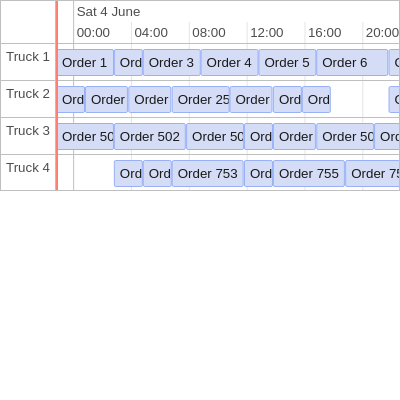 Sat 4 June
00:00 04:00 08:00 12:00 16:00 20:00
Truck 1 Order 1 Ord Order 3 Order 4 Order 5 Order 6
Truck 2 Ord Order Order Order 25 Order Ord Ord
Truck 3 Order 50 Order 502 Order 50 Ord Order Order 50 Ord
Truck 4 Ord Ord Order 753 Ord Order 755 Order 75